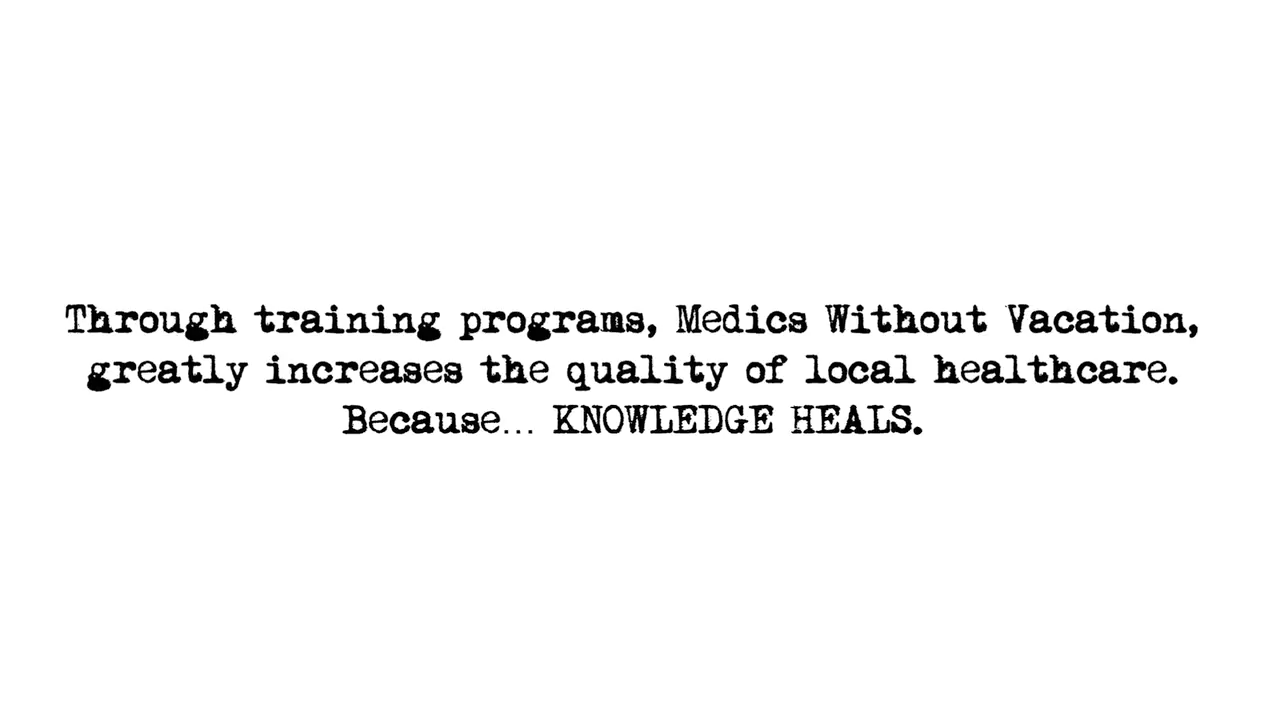 Through training programs, Medics Without Vacation,
greatly increases the quality of local healthcare.
Because... KNOWLEDGE HEALS.